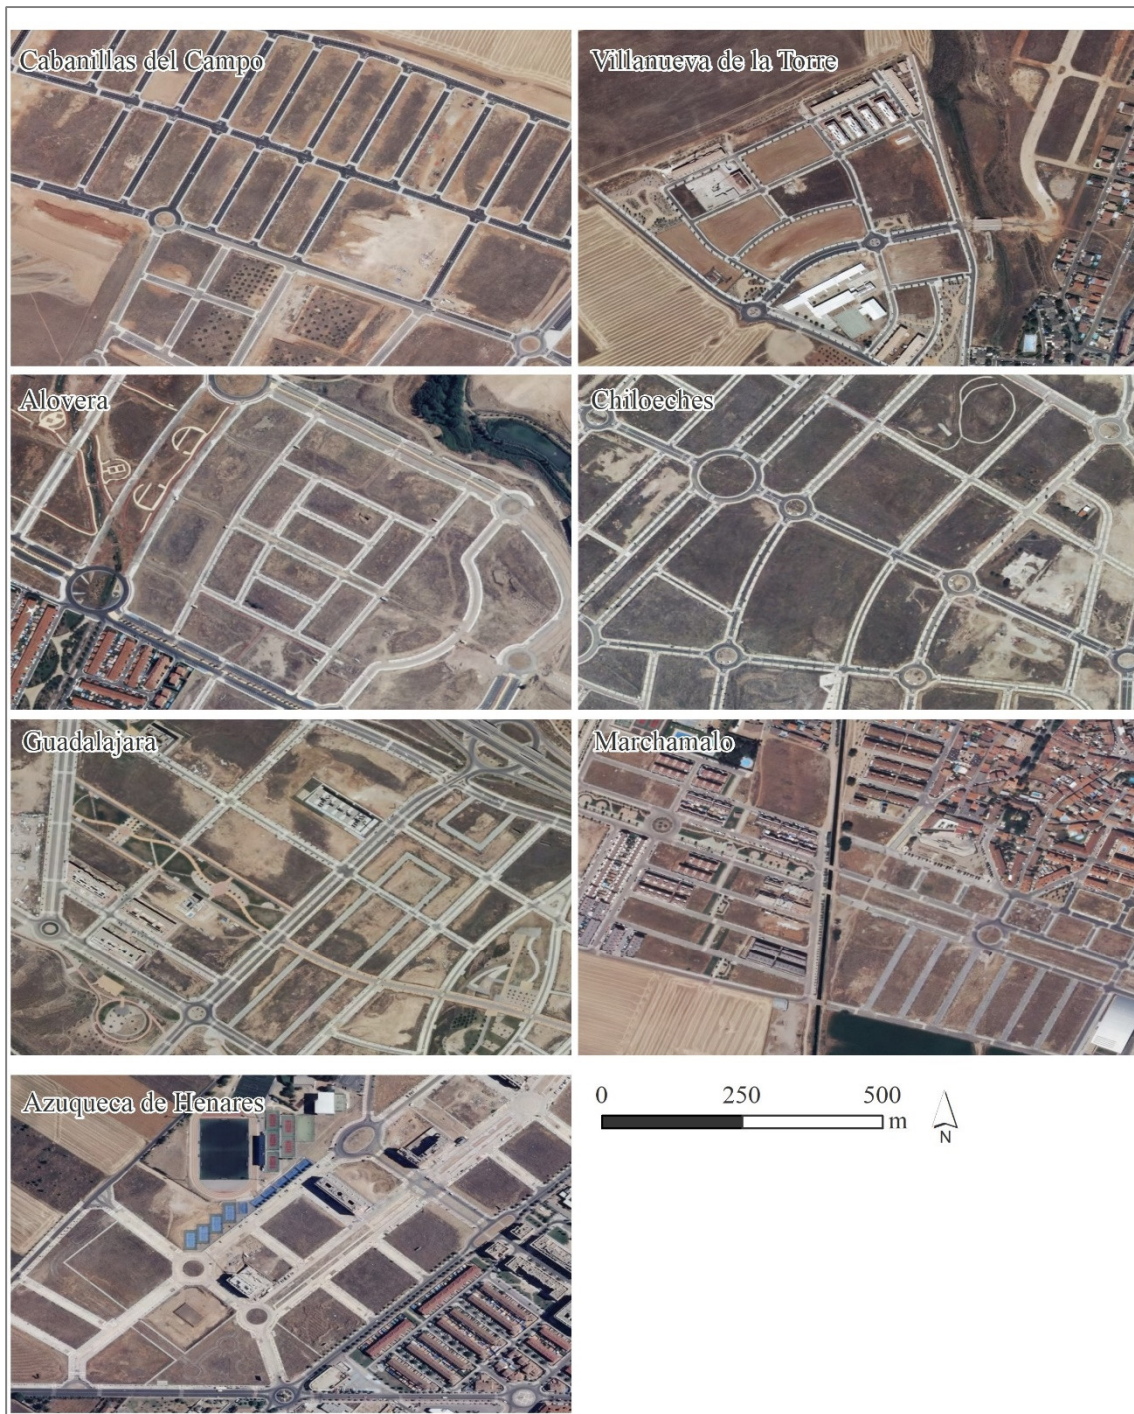 Cabanillas del Campo
Villanueva de la Torre
Alovera
Chiloeches
Guadalajara
Marchamalo
Azuqueca de Henares
0 250 500
m
N